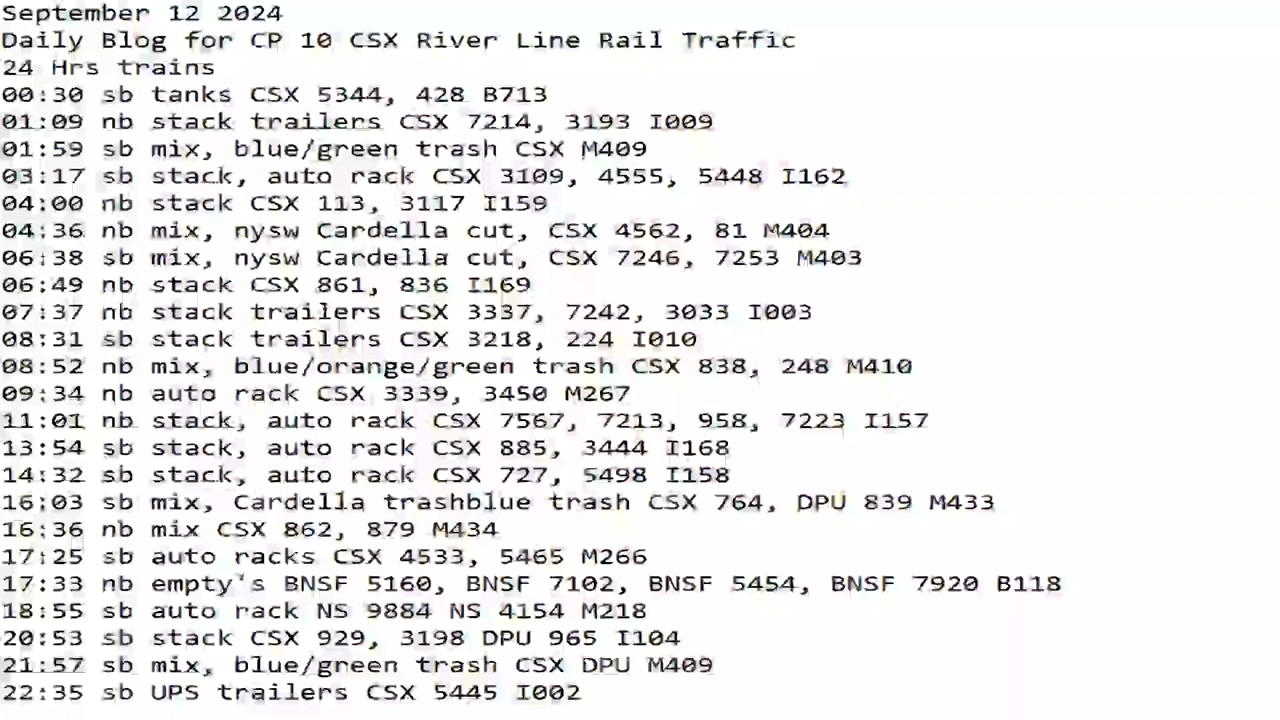 September 12 2024
Daily Blog for CP 10 CSX River Line Rail Traffic
24 Hrs trains
00:30 sb tanks CSX 5344, 428 B713
01:09 nb stack trailers CSX 7214, 3193 I009
01:59 sb mix, blue/green trash CSX M409
03:17 sb stack, auto rack CSX 3109, 4555, 5448 I162
04:00 nb stack CSX 113, 3117 I159
04:36 nb mix, nysw Cardella cut, CSX 4562, 81 M404
06:38 sb mix, nysw Cardella cut, CSX 7246, 7253 M403
06:49 nb stack CSX 861, 836 I169
07:37 nb stack trailers CSX 3337, 7242, 3033 I003
08:31 sb stack trailers CSX 3218, 224 I010
08:52 nb mix, blue/orange/green trash CSX 838, 248 M410
09:34 nb auto rack CSX 3339, 3450 M267
11:01 nb stack, auto rack CSX 7567, 7213, 958, 7223 I157
13:54 sb stack, auto rack CSX 885, 3444 I168
14:32 sb stack, auto rack CSX 727, 5498 I158
16:03 sb mix, Cardella trashblue trash CSX 764, DPU 839 M433
16:36 nb mix CSX 862, 879 M434
17:25 sb auto racks CSX 4533, 5465 M266
17:33 nb empty's BNSF 5160, BNSF 7102, BNSF 5454, BNSF 7920 B118
18:55 sb auto rack NS 9884 NS 4154 M218
20:53 sb stack CSX 929, 3198 DPU 965 I104
21:57 sb mix, blue/green trash CSX DPU M409
22:35 sb UPS trailers CSX 5445 I002